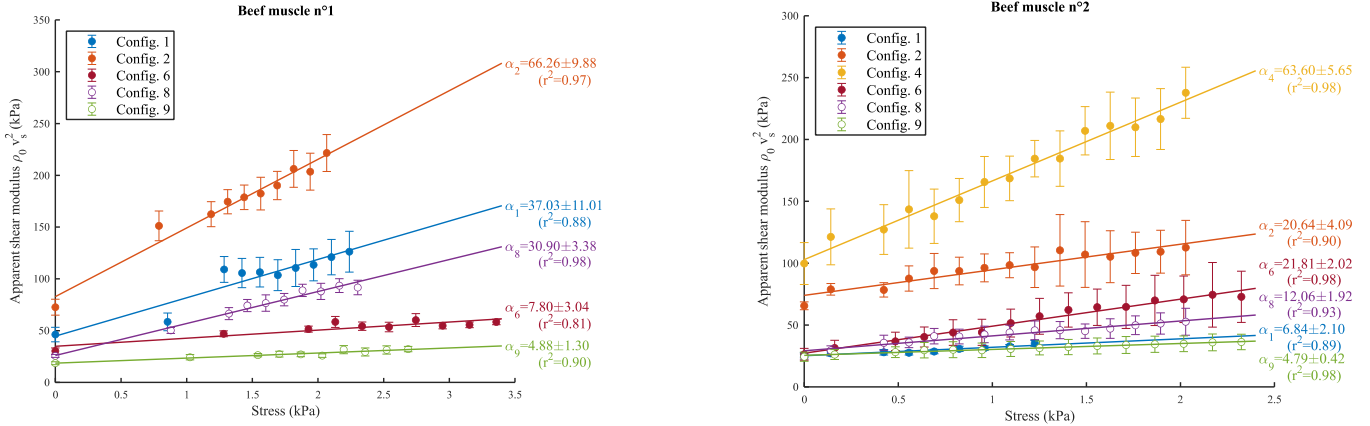 Beef muscle n°1
350
300
250
200
150
100
50
0
Apparent shear modulus ρ₀ vₛ² (kPa)
Config. 1
Config. 2
Config. 6
Config. 8
Config. 9
α₂=66.26±9.88
(r²=0.97)
α₁=37.03±11.01
(r²=0.88)
α₈=30.90±3.38
(r²=0.98)
α₆=7.80±3.04
(r²=0.81)
α₉=4.88±1.30
(r²=0.90)
0 0.5 1 1.5 2 2.5 3 3.5
Stress (kPa)
Beef muscle n°2
300
250
200
150
100
50
0
Apparent shear modulus ρ₀ vₛ² (kPa)
Config. 1
Config. 2
Config. 4
Config. 6
Config. 8
Config. 9
α₄=63.60±5.65
(r²=0.98)
α₂=20.64±4.09
(r²=0.90)
α₆=21.81±2.02
(r²=0.98)
α₈=12.06±1.92
(r²=0.93)
α₁=6.84±2.10
(r²=0.89)
α₉=4.79±0.42
(r²=0.98)
0 0.5 1 1.5 2 2.5
Stress (kPa)